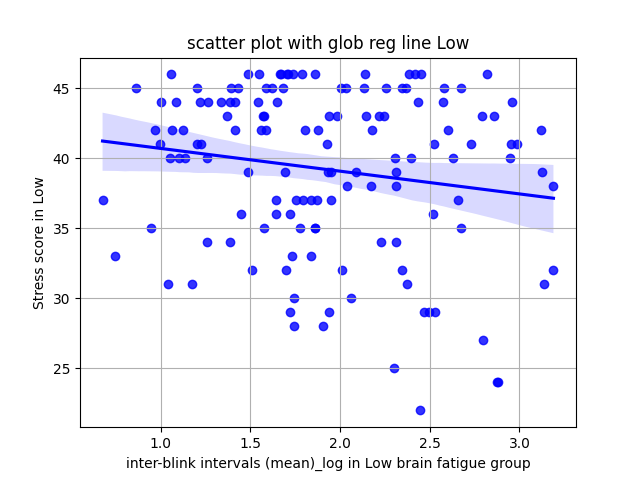 scatter plot with glob reg line Low
45
40
35
30
25
Stress score in Low
1.0 1.5 2.0 2.5 3.0
inter-blink intervals (mean)_log in Low brain fatigue group